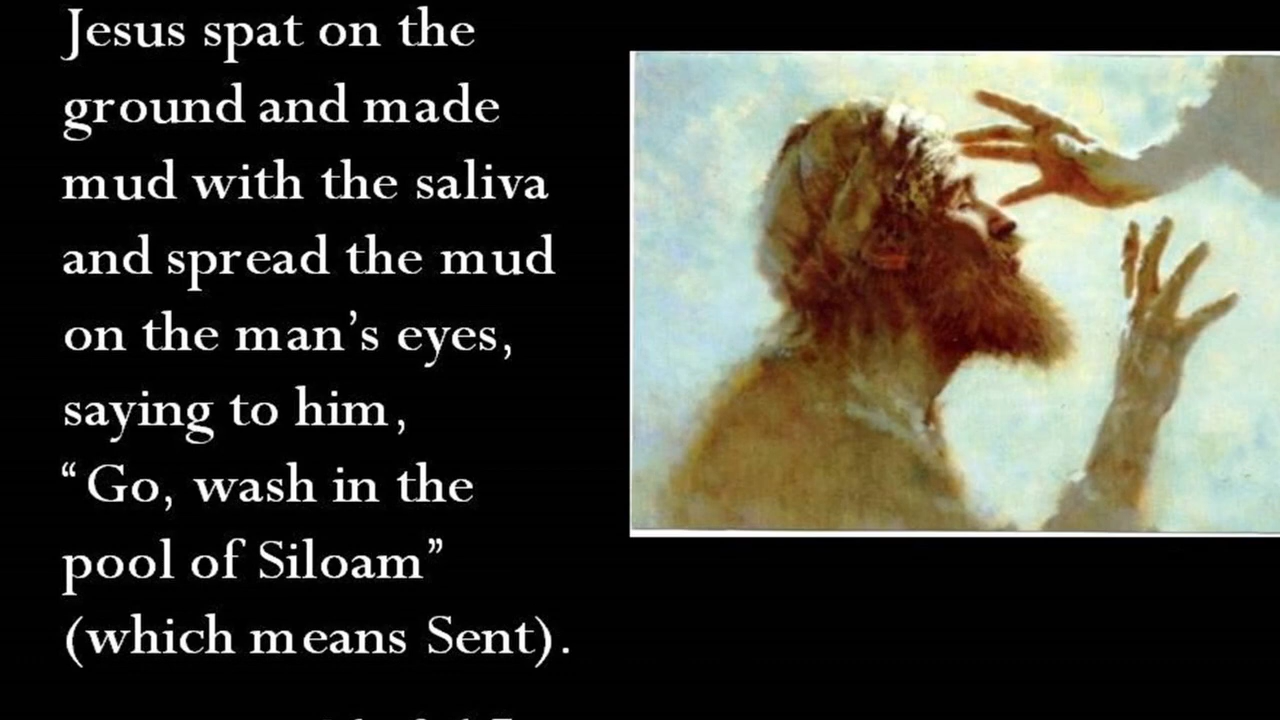 Jesus spat on the
ground and made
mud with the saliva
and spread the mud
on the man’s eyes,
saying to him,
“Go, wash in the
pool of Siloam”
(which means Sent).